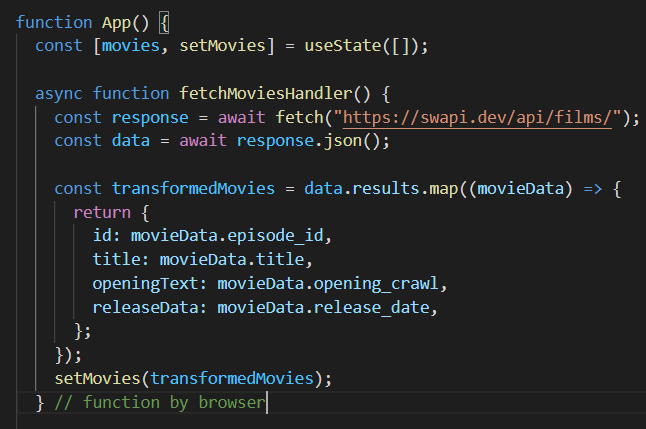 function App() {
const [movies, setMovies] = useState([]);
async function fetchMoviesHandler() {
const response = await fetch("https://swapi.dev/api/films/");
const data = await response.json();
const transformedMovies = data.results.map((movieData) => {
return {
id: movieData.episode_id,
title: movieData.title,
openingText: movieData.opening_crawl,
releaseData: movieData.release_date,
};
});
setMovies(transformedMovies);
} // function by browser